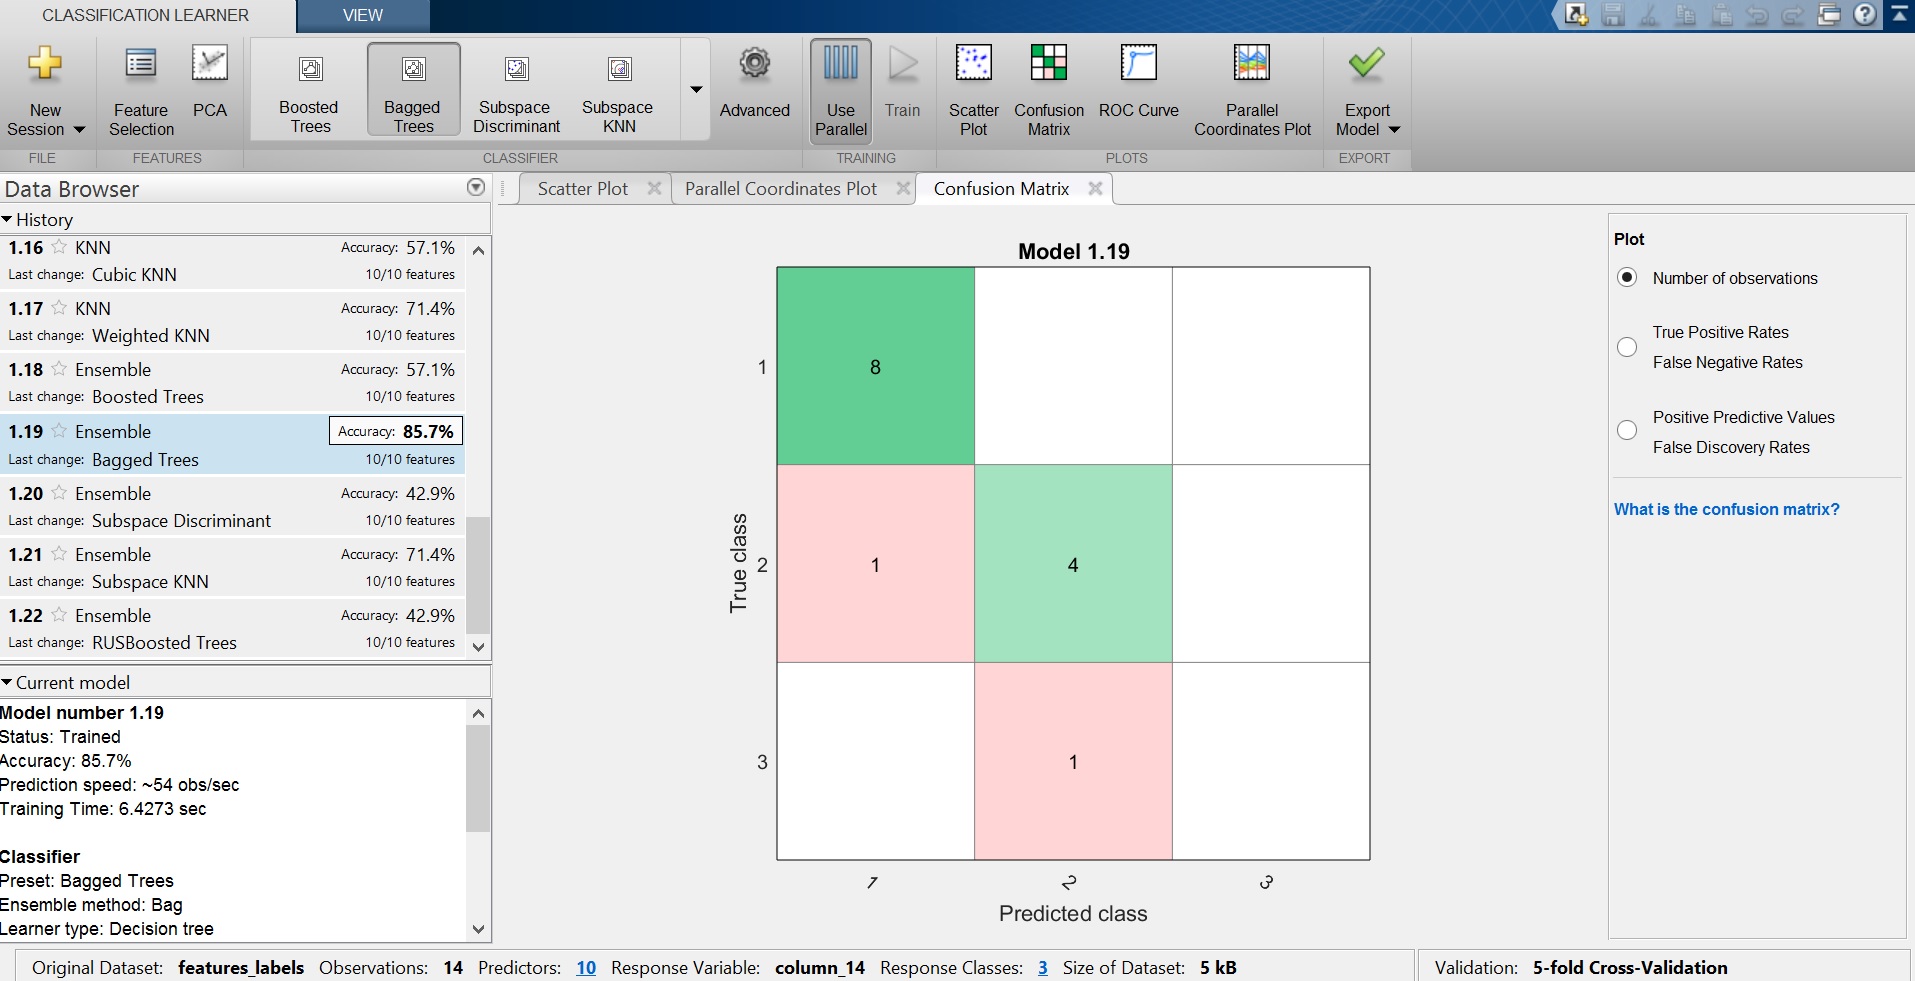 CLASSIFICATION LEARNER
VIEW
New
Session
Feature
Selection
PCA
Boosted
Trees
Bagged
Trees
Subspace
Discriminant
Subspace
KNN
Advanced
Use
Parallel
Train
Scatter
Plot
Confusion
Matrix
ROC Curve
Parallel
Coordinates Plot
Export
Model
FILE
FEATURES
CLASSIFIER
TRAINING
PLOTS
EXPORT
Data Browser
History
1.16 KNN Accuracy: 57.1%
Last change: Cubic KNN 10/10 features
1.17 KNN Accuracy: 71.4%
Last change: Weighted KNN 10/10 features
1.18 Ensemble Accuracy: 57.1%
Last change: Boosted Trees 10/10 features
1.19 Ensemble Accuracy: 85.7%
Last change: Bagged Trees 10/10 features
1.20 Ensemble Accuracy: 42.9%
Last change: Subspace Discriminant 10/10 features
1.21 Ensemble Accuracy: 71.4%
Last change: Subspace KNN 10/10 features
1.22 Ensemble Accuracy: 42.9%
Last change: RUSBoosted Trees 10/10 features
Current model
Model number 1.19
Status: Trained
Accuracy: 85.7%
Prediction speed: ~54 obs/sec
Training Time: 6.4273 sec
Classifier
Preset: Bagged Trees
Ensemble method: Bag
Learner type: Decision tree
Scatter Plot
Parallel Coordinates Plot
Confusion Matrix
Model 1.19
True class
1 8
2 1 4
3 1
1 2 3
Predicted class
Plot
Number of observations
True Positive Rates
False Negative Rates
Positive Predictive Values
False Discovery Rates
What is the confusion matrix?
Original Dataset: features_labels Observations: 14 Predictors: 10 Response Variable: column_14 Response Classes: 3 Size of Dataset: 5 kB
Validation: 5-fold Cross-Validation